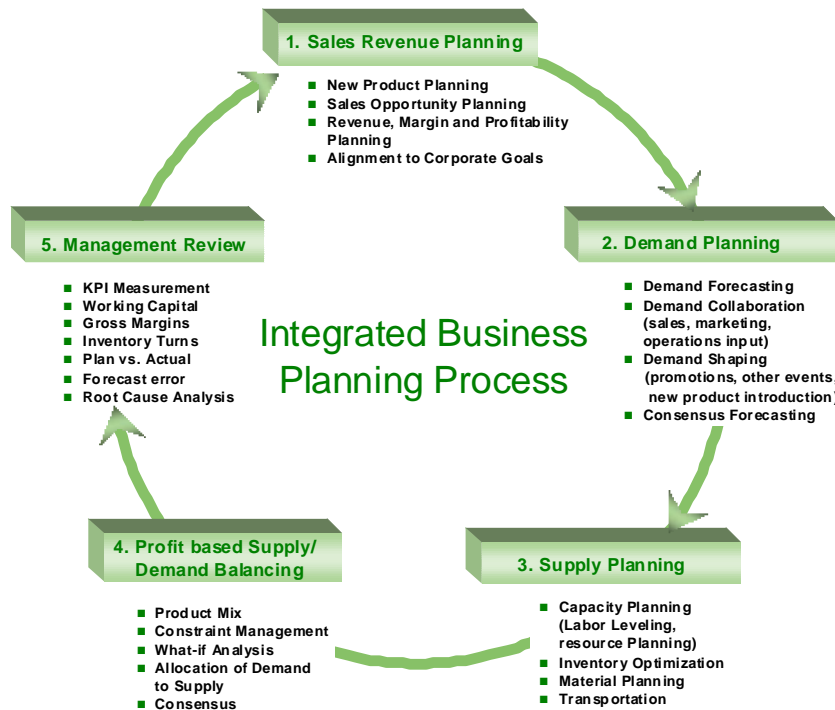 1. Sales Revenue Planning
■ New Product Planning
■ Sales Opportunity Planning
■ Revenue, Margin and Profitability
Planning
■ Alignment to Corporate Goals
2. Demand Planning
■ Demand Forecasting
■ Demand Collaboration
(sales, marketing,
operations input)
■ Demand Shaping
(promotions, other events,
new product introduction)
■ Consensus Forecasting
3. Supply Planning
■ Capacity Planning
(Labor Leveling,
resource Planning)
■ Inventory Optimization
■ Material Planning
■ Transportation
4. Profit based Supply/
Demand Balancing
■ Product Mix
■ Constraint Management
■ What-if Analysis
■ Allocation of Demand
to Supply
■ Consensus
5. Management Review
■ KPI Measurement
■ Working Capital
■ Gross Margins
■ Inventory Turns
■ Plan vs. Actual
■ Forecast error
■ Root Cause Analysis
Integrated Business
Planning Process